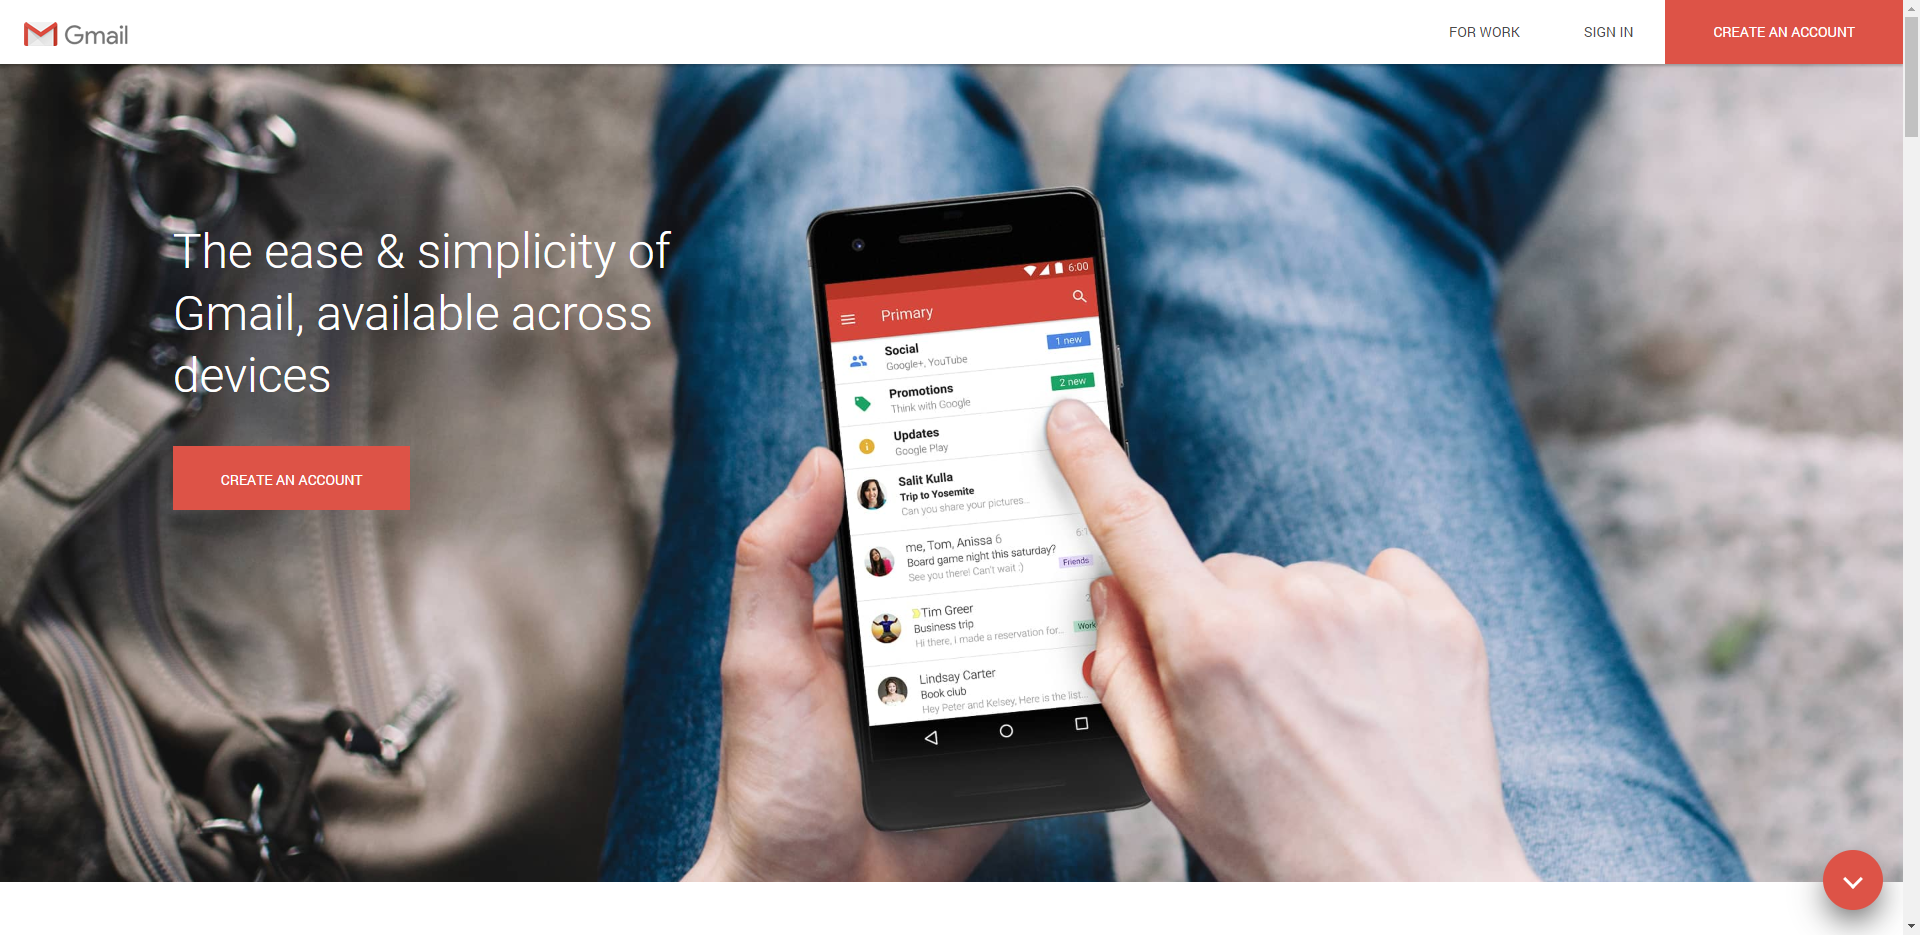 Gmail
FOR WORK
SIGN IN
CREATE AN ACCOUNT
The ease & simplicity of
Gmail, available across
devices
CREATE AN ACCOUNT
6:00
Primary
Social
1 new
Google+, YouTube
Promotions
2 new
Think with Google
Updates
Google Play
Salit Kulla
Trip to Yosemite
Can you share your pictures...
me, Tom, Anissa 6
Board game night this saturday?
See you there! Can't wait :)
Friends
Tim Greer
Business trip
Hi there, I made a reservation for...
Work
Lindsay Carter
Book club
Hey Peter and Kelsey, Here is the list...